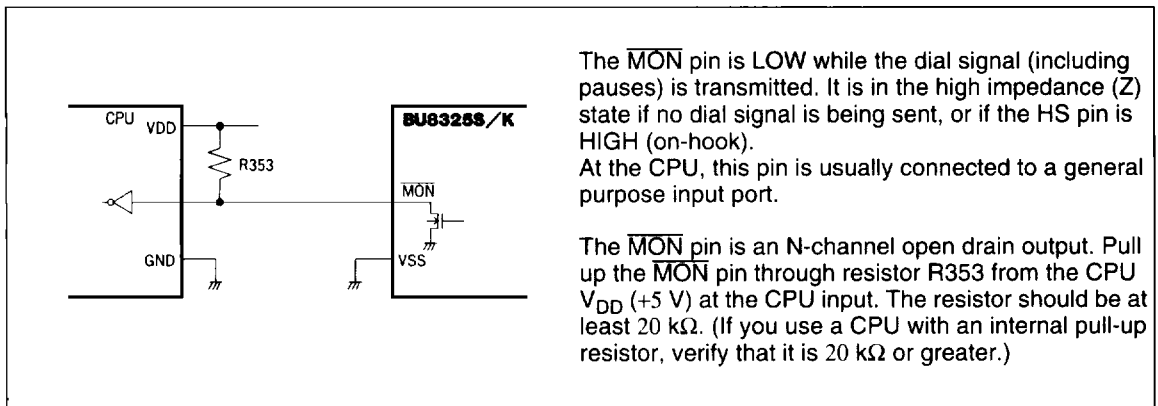 CPU
VDD
R353
GND
BU8325S/K
MON
VSS
The MON pin is LOW while the dial signal (including
pauses) is transmitted. It is in the high impedance (Z)
state if no dial signal is being sent, or if the HS pin is
HIGH (on-hook).
At the CPU, this pin is usually connected to a general
purpose input port.
The MON pin is an N-channel open drain output. Pull
up the MON pin through resistor R353 from the CPU
VDD (+5 V) at the CPU input. The resistor should be at
least 20 kΩ. (If you use a CPU with an internal pull-up
resistor, verify that it is 20 kΩ or greater.)